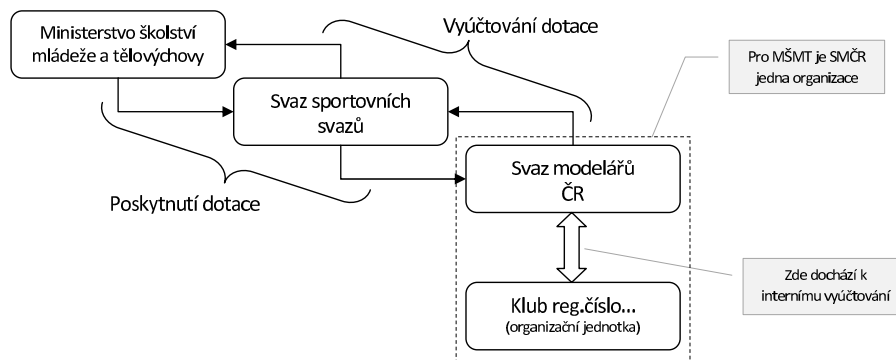 Ministerstvo školství
mládeže a tělovýchovy
Vyúčtování dotace
Pro MŠMT je SMČR
jedna organizace
Svaz sportovních
svazů
Svaz modelářů
ČR
Poskytnutí dotace
Zde dochází k
internímu vyúčtování
Klub reg.číslo...
(organizační jednotka)